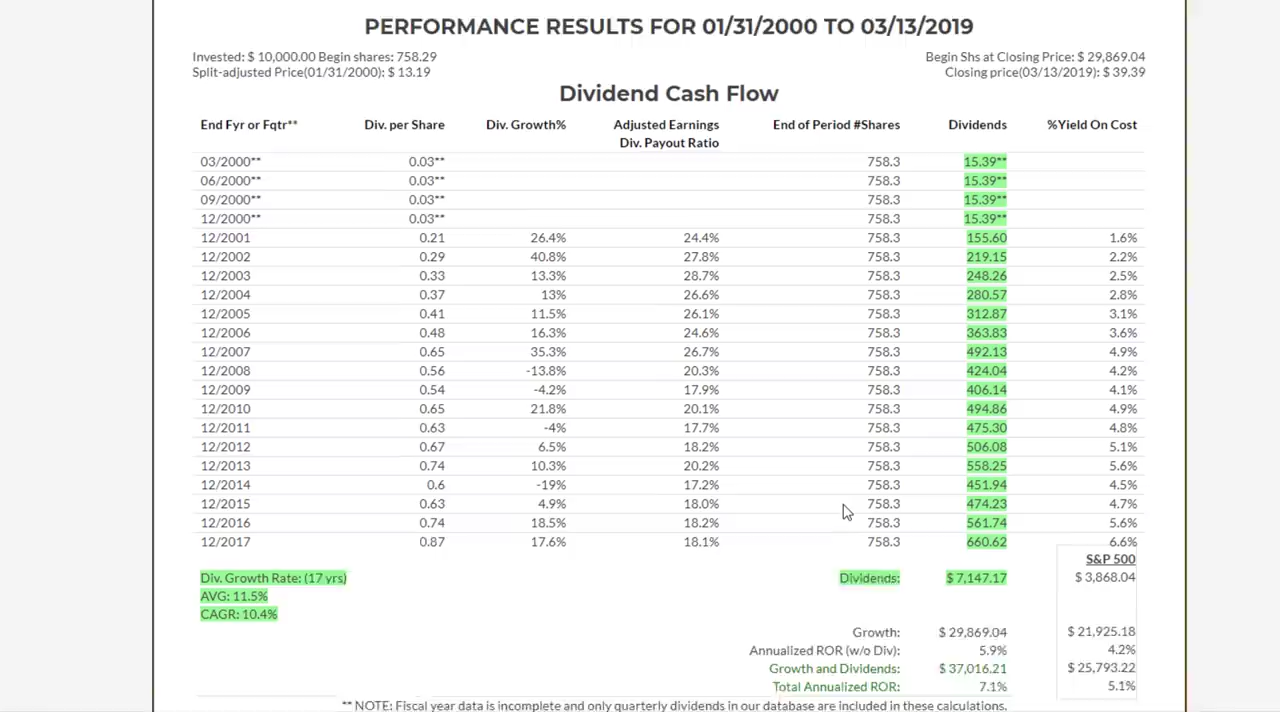 PERFORMANCE RESULTS FOR 01/31/2000 TO 03/13/2019
Invested: $ 10,000.00 Begin shares: 758.29 Begin Shs at Closing Price: $ 29,869.04
Split-adjusted Price(01/31/2000): $ 13.19 Closing price(03/13/2019): $ 39.39
Dividend Cash Flow
End Fyr or Fqtr** Div. per Share Div. Growth% Adjusted Earnings End of Period #Shares Dividends %Yield On Cost
Div. Payout Ratio
03/2000** 0.03** 758.3 15.39**
06/2000** 0.03** 758.3 15.39**
09/2000** 0.03** 758.3 15.39**
12/2000** 0.03** 758.3 15.39**
12/2001 0.21 26.4% 24.4% 758.3 155.60 1.6%
12/2002 0.29 40.8% 27.8% 758.3 219.15 2.2%
12/2003 0.33 13.3% 28.7% 758.3 248.26 2.5%
12/2004 0.37 13% 26.6% 758.3 280.57 2.8%
12/2005 0.41 11.5% 26.1% 758.3 312.87 3.1%
12/2006 0.48 16.3% 24.6% 758.3 363.83 3.6%
12/2007 0.65 35.3% 26.7% 758.3 492.13 4.9%
12/2008 0.56 -13.8% 20.3% 758.3 424.04 4.2%
12/2009 0.54 -4.2% 17.9% 758.3 406.14 4.1%
12/2010 0.65 21.8% 20.1% 758.3 494.86 4.9%
12/2011 0.63 -4% 17.7% 758.3 475.30 4.8%
12/2012 0.67 6.5% 18.2% 758.3 506.08 5.1%
12/2013 0.74 10.3% 20.2% 758.3 558.25 5.6%
12/2014 0.6 -19% 17.2% 758.3 451.94 4.5%
12/2015 0.63 4.9% 18.0% 758.3 474.23 4.7%
12/2016 0.74 18.5% 18.2% 758.3 561.74 5.6%
12/2017 0.87 17.6% 18.1% 758.3 660.62 6.6%
S&P 500
Div. Growth Rate: (17 yrs) Dividends: $ 7,147.17 $ 3,868.04
AVG: 11.5%
CAGR: 10.4%
Growth: $ 29,869.04 $ 21,925.18
Annualized ROR (w/o Div): 5.9% 4.2%
Growth and Dividends: $ 37,016.21 $ 25,793.22
Total Annualized ROR: 7.1% 5.1%
** NOTE: Fiscal year data is incomplete and only quarterly dividends in our database are included in these calculations.